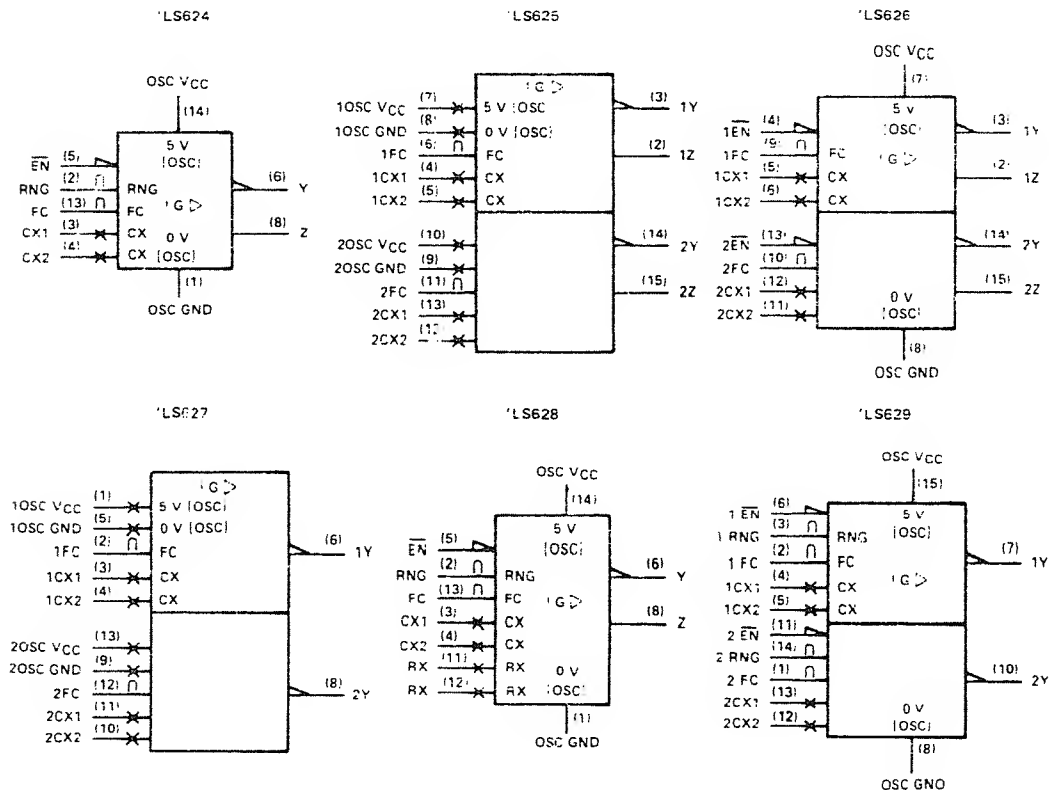 'LS624
OSC VCC
(14)
5 V
[OSC]
EN (5)
RNG (2) ∩ RNG
FC (13) ∩ FC
G ▷
(6) Y
CX1 (3) CX
(8) Z
CX2 (4) CX
0 V
[OSC]
(1)
OSC GND
'LS625
G ▷
1OSC VCC (7) 5 V [OSC
(3) 1Y
1OSC GND (8) 0 V [OSC]
1FC (6) ∩ FC
(2) 1Z
1CX1 (4) CX
1CX2 (5) CX
2OSC VCC (10)
(14) 2Y
2OSC GND (9)
2FC (11) ∩
(15) 2Z
2CX1 (13)
2CX2 (12)
'LS626
OSC VCC
(7)
5 V
[OSC]
1EN (4)
(3) 1Y
1FC (9) ∩ FC
G ▷
1CX1 (5) CX
(2) 1Z
1CX2 (6) CX
2EN (13)
(14) 2Y
2FC (10) ∩
2CX1 (12)
(15) 2Z
2CX2 (11)
0 V
[OSC]
(8)
OSC GND
'LS627
G ▷
1OSC VCC (1) 5 V [OSC]
1OSC GND (5) 0 V [OSC]
1FC (2) ∩ FC
(6) 1Y
1CX1 (3) CX
1CX2 (4) CX
2OSC VCC (13)
2OSC GND (9)
2FC (12) ∩
(8) 2Y
2CX1 (11)
2CX2 (10)
'LS628
OSC VCC
(14)
5 V
[OSC]
EN (5)
RNG (2) ∩ RNG
(6) Y
FC (13) ∩ FC
G ▷
CX1 (3) CX
(8) Z
CX2 (4) CX
RX (11) RX
0 V
RX (12) RX
[OSC]
(1)
OSC GND
'LS629
OSC VCC
(15)
5 V
[OSC]
1 EN (6)
1 RNG (3) ∩ RNG
1 FC (2) ∩ FC
(7) 1Y
1CX1 (4) CX
G ▷
1CX2 (5) CX
2 EN (11)
2 RNG (14) ∩
2 FC (1) ∩
(10) 2Y
2CX1 (13)
2CX2 (12)
0 V
[OSC]
(8)
OSC GND